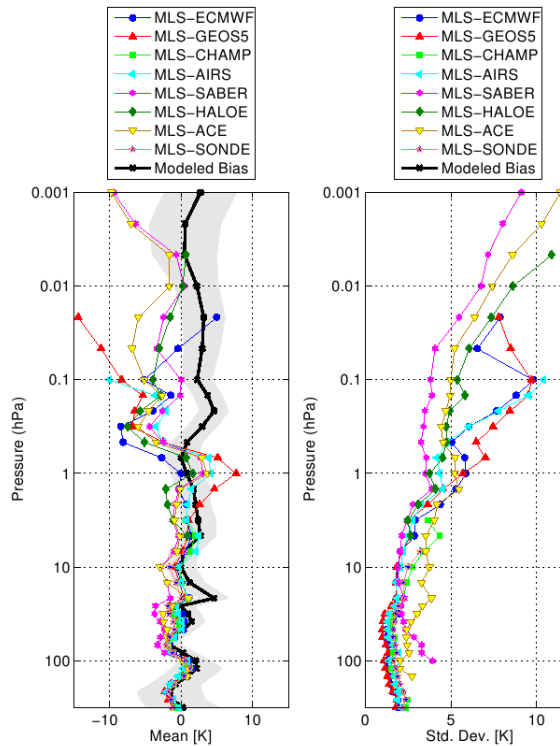 MLS-ECMWF
MLS-GEOS5
MLS-CHAMP
MLS-AIRS
MLS-SABER
MLS-HALOE
MLS-ACE
MLS-SONDE
Modeled Bias
0.001
0.01
0.1
1
10
100
Pressure (hPa)
−10
0
10
Mean [K]
MLS-ECMWF
MLS-GEOS5
MLS-CHAMP
MLS-AIRS
MLS-SABER
MLS-HALOE
MLS-ACE
MLS-SONDE
Modeled Bias
0.001
0.01
0.1
1
10
100
Pressure (hPa)
0
5
10
Std. Dev. [K]